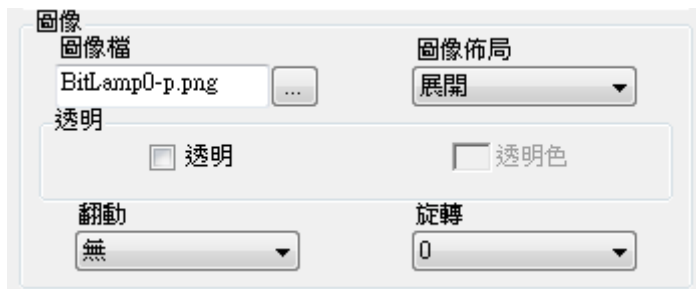 圖像
圖像檔 圖像佈局
BitLamp0-p.png ... 展開
透明
透明 透明色
翻動 旋轉
無 0